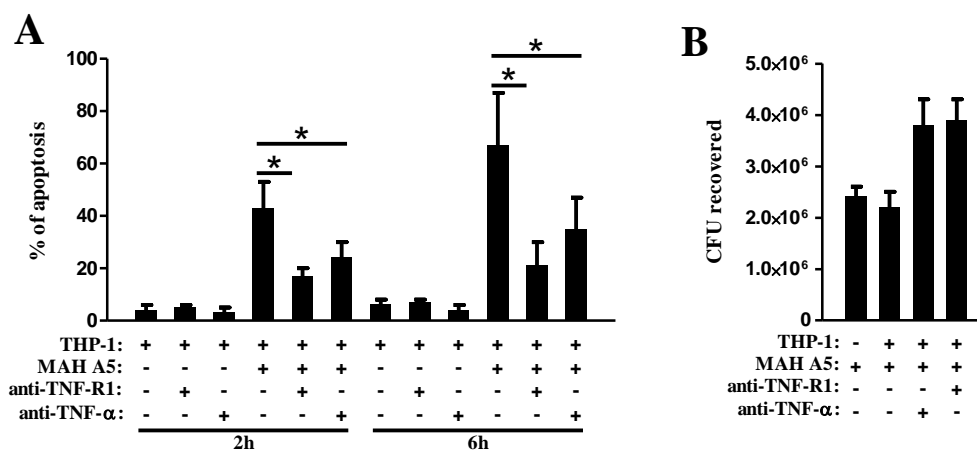 A
% of apoptosis
100
80
60
40
20
0
*
*
*
*
THP-1: + + + + + + + + + + + +
MAH A5: - - - + + + - - - + + +
anti-TNF-R1: - + - - + - - + - - + -
anti-TNF-α: - - + - - + - - + - - +
2h
6h
B
CFU recovered
5.0×10⁶
4.0×10⁶
3.0×10⁶
2.0×10⁶
1.0×10⁶
0
THP-1: - + + +
MAH A5: + + + +
anti-TNF-R1: - - - +
anti-TNF-α: - - + -